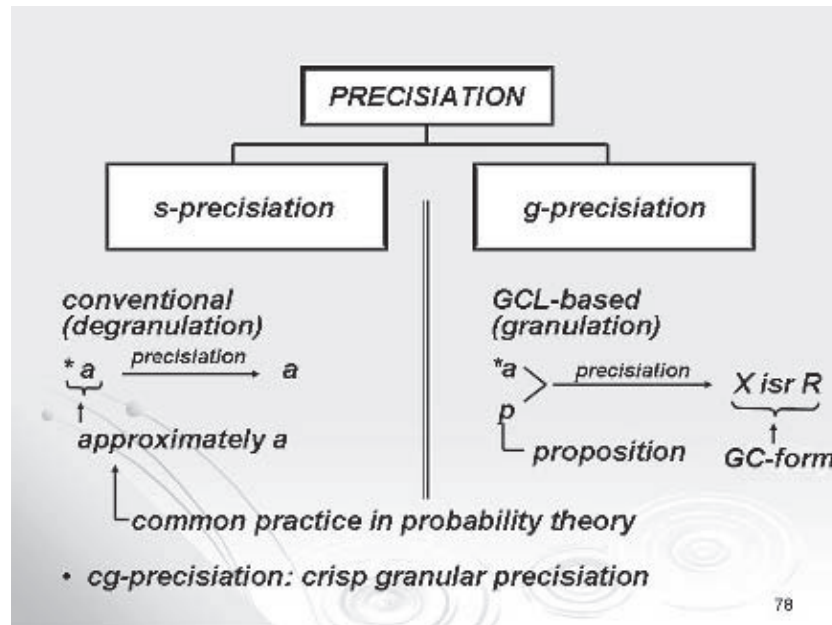 PRECISIATION
s-precisiation
g-precisiation
conventional
(degranulation)
* a precisiation a
approximately a
common practice in probability theory
GCL-based
(granulation)
*a precisiation X isr R
p
proposition GC-form
• cg-precisiation: crisp granular precisiation
78